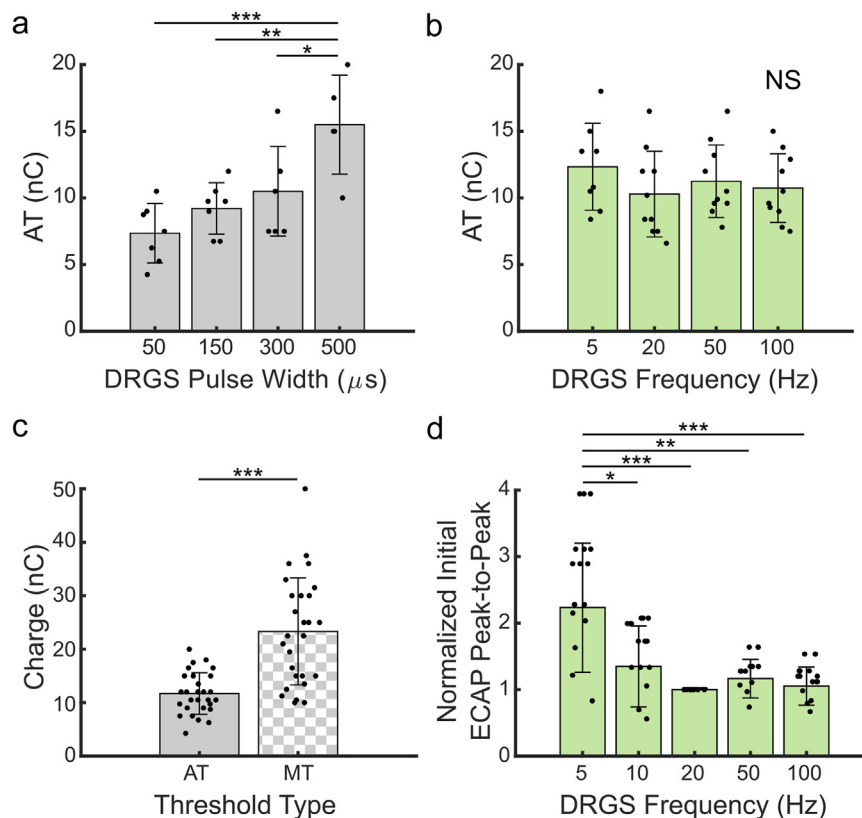 a
***
**
*
20
15
10
5
0
AT (nC)
50 150 300 500
DRGS Pulse Width (μs)
b
NS
20
15
10
5
0
AT (nC)
5 20 50 100
DRGS Frequency (Hz)
c
***
50
40
30
20
10
0
Charge (nC)
AT MT
Threshold Type
d
***
**
***
*
4
3
2
1
0
Normalized Initial
ECAP Peak-to-Peak
5 10 20 50 100
DRGS Frequency (Hz)